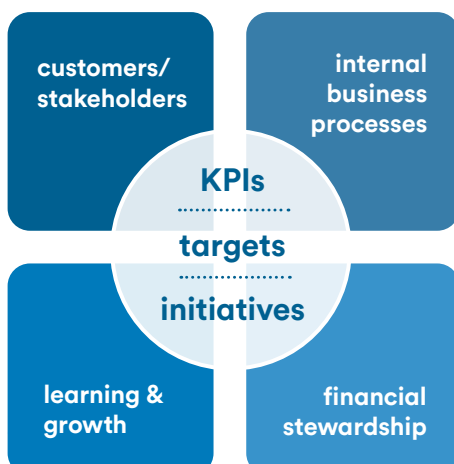 customers/
stakeholders
internal
business
processes
KPIs
targets
initiatives
learning &
growth
financial
stewardship